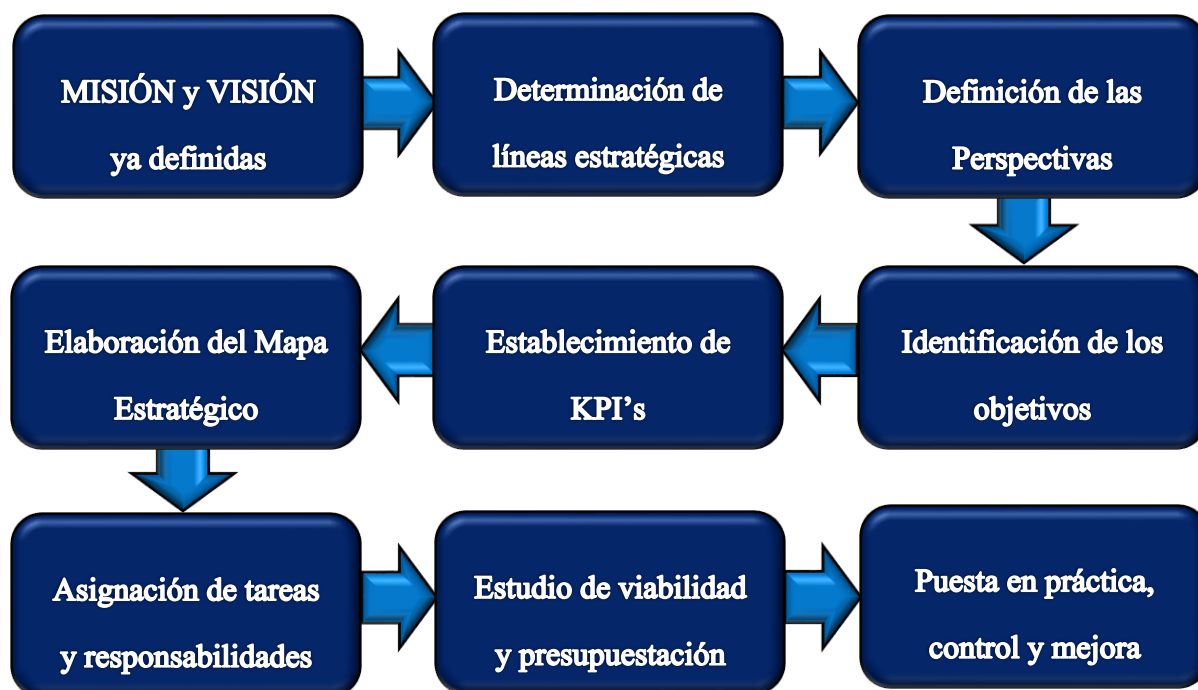 MISIÓN y VISIÓN
ya definidas
Determinación de
líneas estratégicas
Definición de las
Perspectivas
Identificación de los
objetivos
Establecimiento de
KPI’s
Elaboración del Mapa
Estratégico
Asignación de tareas
y responsabilidades
Estudio de viabilidad
y presupuestación
Puesta en práctica,
control y mejora